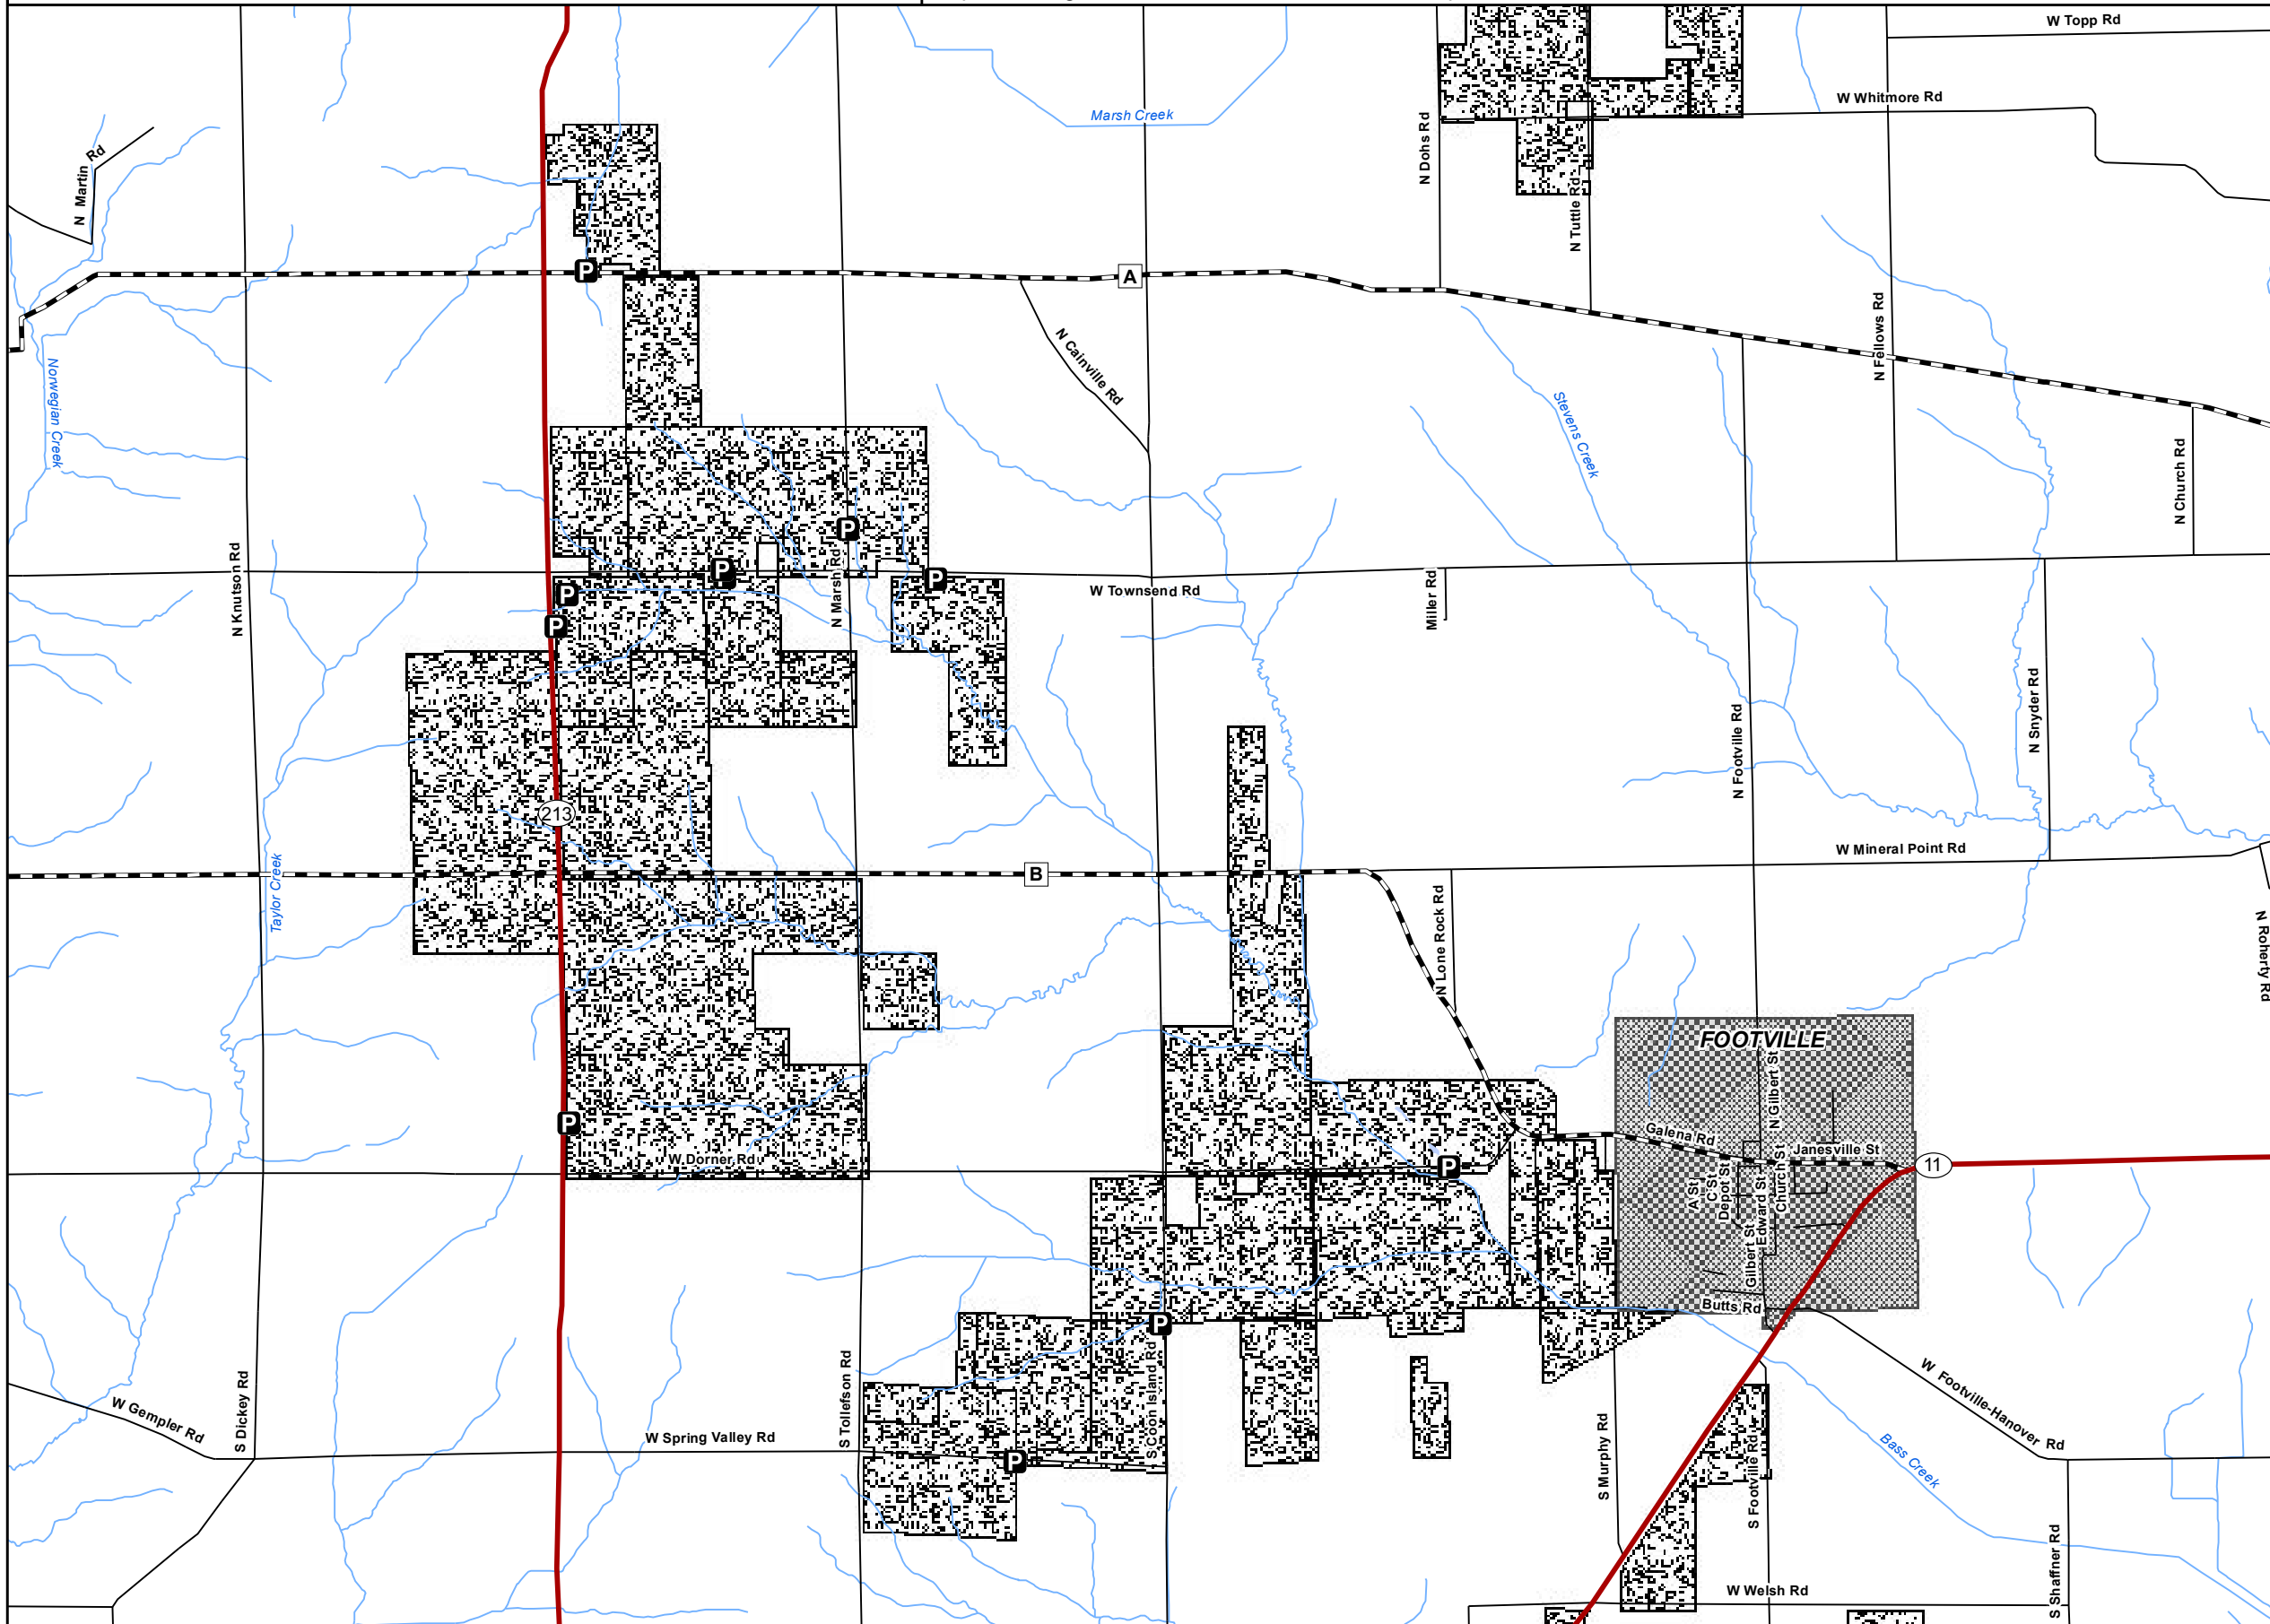 W Topp Rd
W Whitmore Rd
Marsh Creek
N Dohs Rd
N Martin Rd
N Tuttle Rd
P
A
N Fellows Rd
N Cainville Rd
Norwegian Creek
Stevens Creek
N Church Rd
P
N Knutson Rd
N Marsh Rd
P
P
P
W Townsend Rd
Miller Rd
P
N Snyder Rd
N Footville Rd
213
W Mineral Point Rd
B
Taylor Creek
N Lone Rock Rd
N Roherty Rd
FOOTVILLE
N Gilbert St
P
Galena Rd
Janesville St
W Dorner Rd
P
11
A St
C St
Depot St
Edward St
Church St
Gilbert St
Butts Rd
P
S Coon Island Rd
S Tollefson Rd
S Dickey Rd
W Gempler Rd
W Spring Valley Rd
P
W Footville-Hanover Rd
S Murphy Rd
S Footville Rd
Bass Creek
S Shaffner Rd
W Welsh Rd